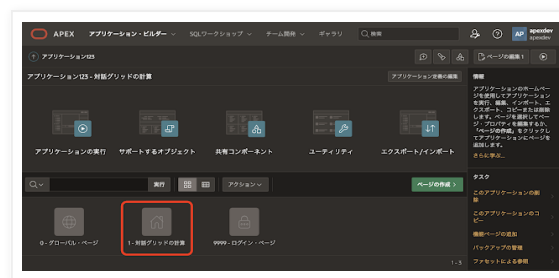 APEX アプリケーション・ビルダー SQLワークショップ チーム開発 ギャラリ 検索 AP apexdev
apexdev
アプリケーション123 ページの編集 1
アプリケーション123 - 対話グリッドの計算 アプリケーション定義の編集
アプリケーションの実行 サポートするオブジェクト 共有コンポーネント ユーティリティ エクスポート/インポート
実行 アクション ページの作成 >
0 - グローバル・ページ 1 - 対話グリッドの計算 9999 - ログイン・ページ
1 - 3
情報
アプリケーションのホームペー
ジを使用してアプリケーション
を実行、編集、インポート、エ
クスポート、コピーまたは削除
します。ページを選択してペー
ジ・プロパティを編集するか、
「ページの作成」をクリックし
てアプリケーションにページを
追加します。
さらに学ぶ...
タスク
このアプリケーションの削
除
このアプリケーションのコ
ピー
機能ページの追加
バックアップの管理
ファセットによる参照